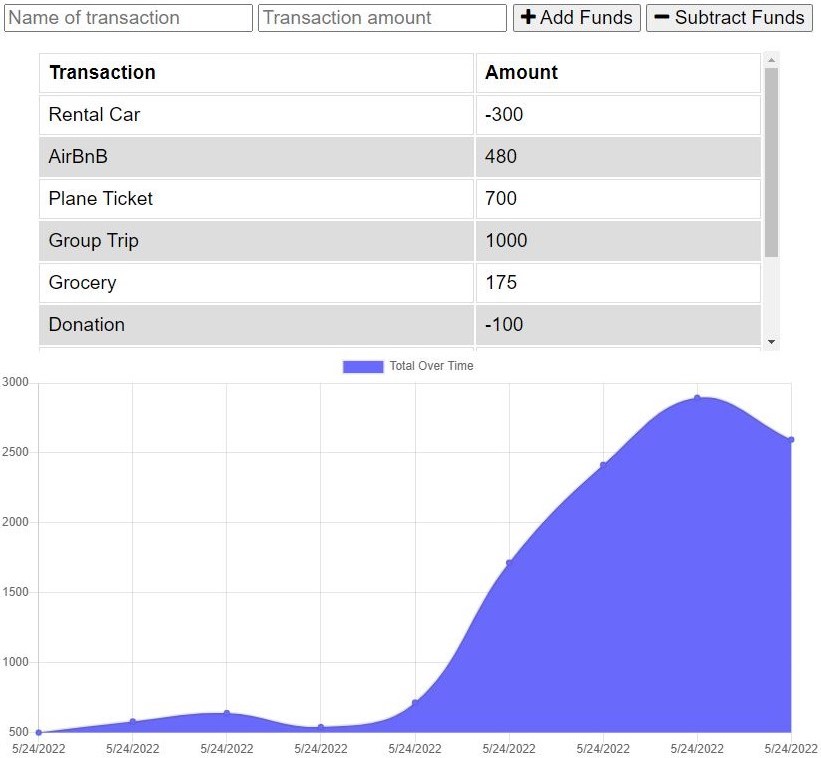 Name of transaction Transaction amount + Add Funds − Subtract Funds
Transaction Amount
Rental Car -300
AirBnB 480
Plane Ticket 700
Group Trip 1000
Grocery 175
Donation -100
Total Over Time
3000
2500
2000
1500
1000
500
5/24/2022 5/24/2022 5/24/2022 5/24/2022 5/24/2022 5/24/2022 5/24/2022 5/24/2022 5/24/2022